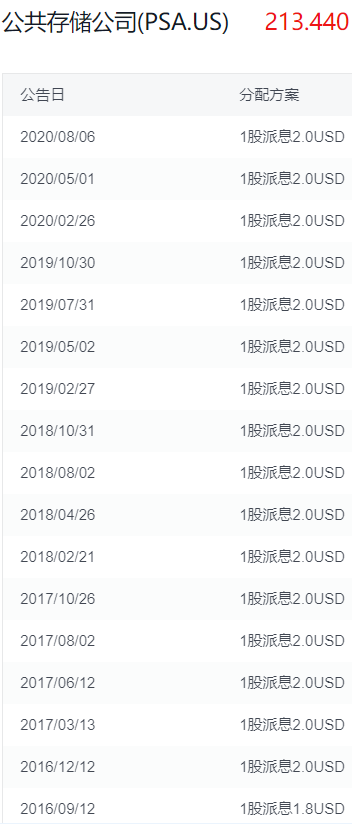 公共存储公司(PSA.US) 213.440
公告日 分配方案
2020/08/06 1股派息2.0USD
2020/05/01 1股派息2.0USD
2020/02/26 1股派息2.0USD
2019/10/30 1股派息2.0USD
2019/07/31 1股派息2.0USD
2019/05/02 1股派息2.0USD
2019/02/27 1股派息2.0USD
2018/10/31 1股派息2.0USD
2018/08/02 1股派息2.0USD
2018/04/26 1股派息2.0USD
2018/02/21 1股派息2.0USD
2017/10/26 1股派息2.0USD
2017/08/02 1股派息2.0USD
2017/06/12 1股派息2.0USD
2017/03/13 1股派息2.0USD
2016/12/12 1股派息2.0USD
2016/09/12 1股派息1.8USD